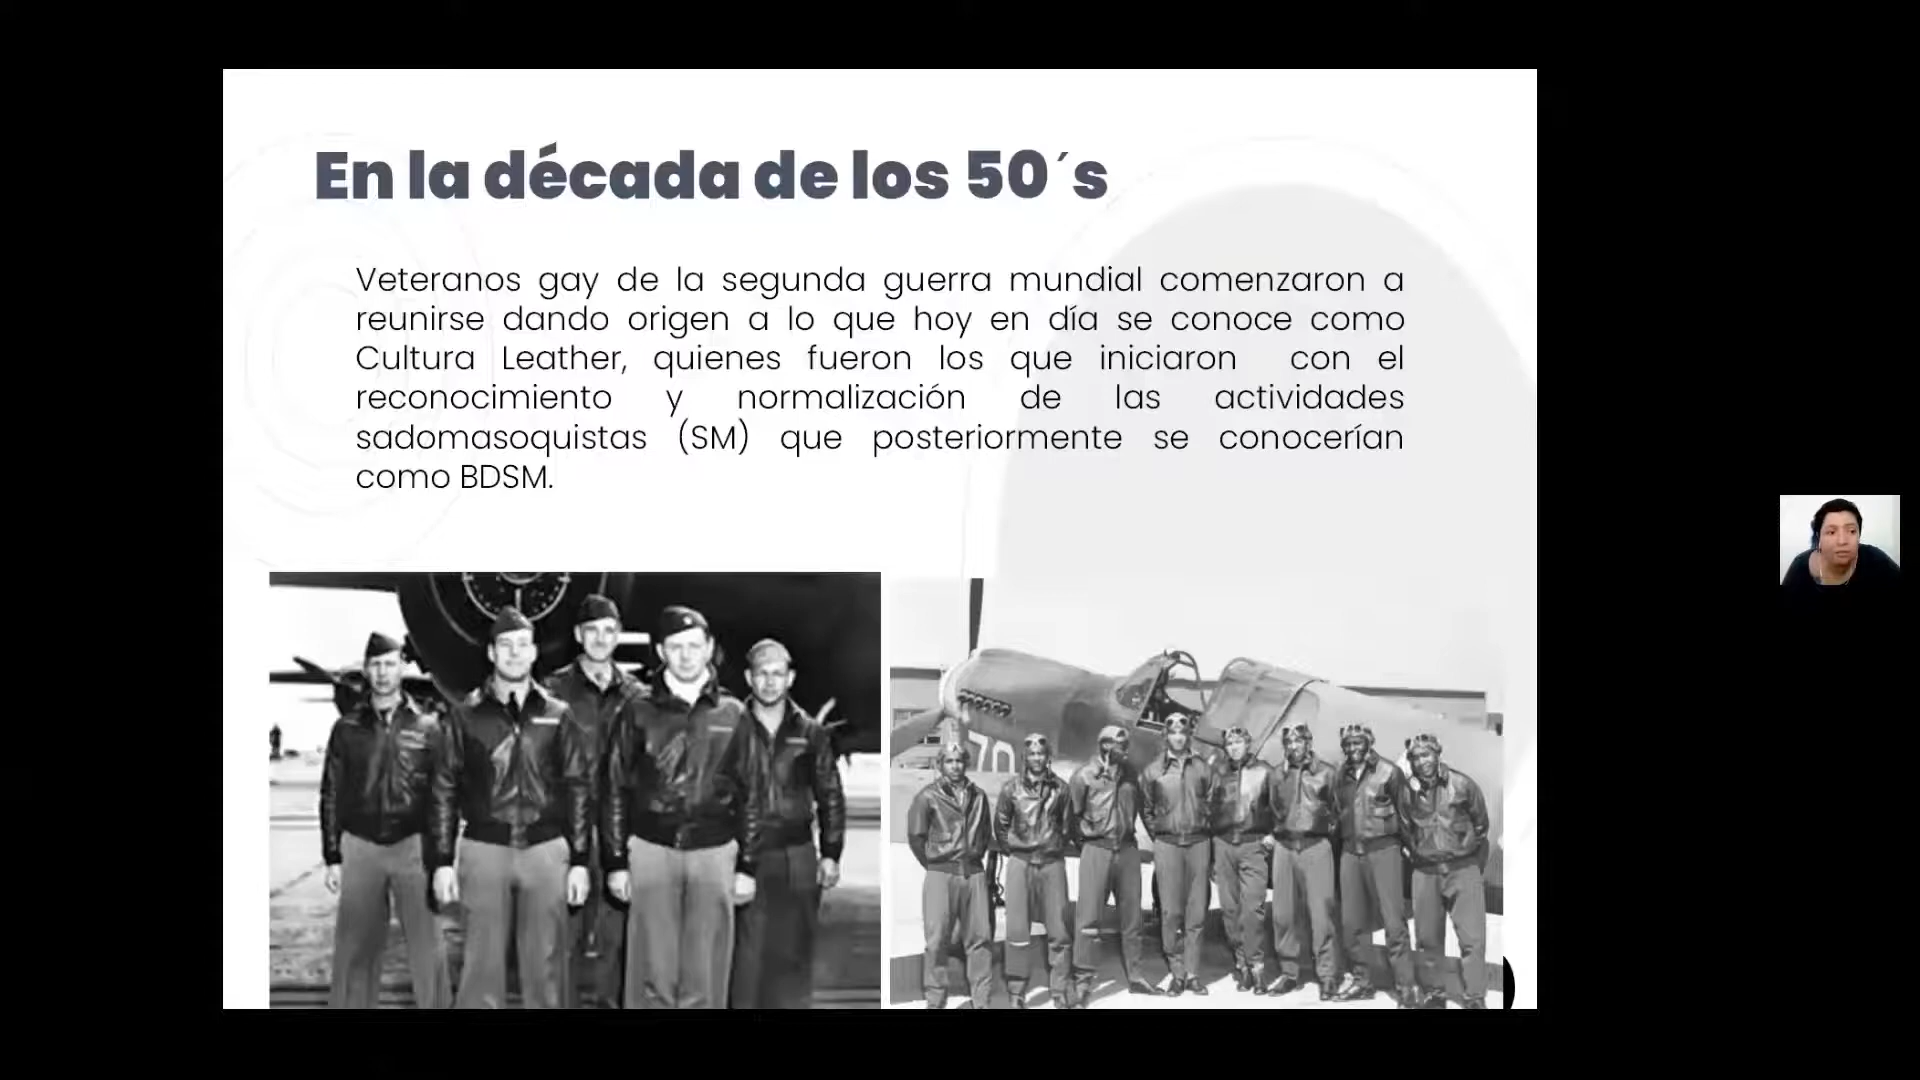 En la década de los 50´s
Veteranos gay de la segunda guerra mundial comenzaron a
reunirse dando origen a lo que hoy en día se conoce como
Cultura Leather, quienes fueron los que iniciaron con el
reconocimiento y normalización de las actividades
sadomasoquistas (SM) que posteriormente se conocerían
como BDSM.
70